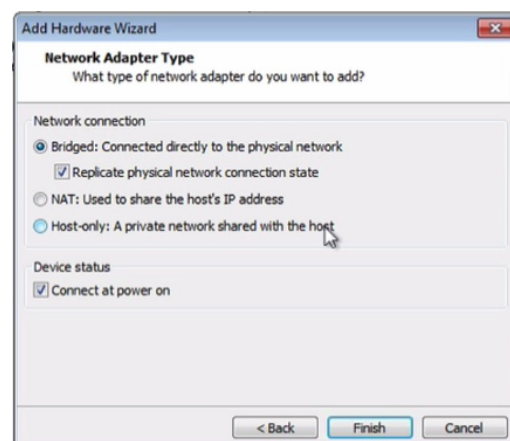 Add Hardware Wizard
Network Adapter Type
What type of network adapter do you want to add?
Network connection
Bridged: Connected directly to the physical network
Replicate physical network connection state
NAT: Used to share the host's IP address
Host-only: A private network shared with the host
Device status
Connect at power on
< Back Finish Cancel